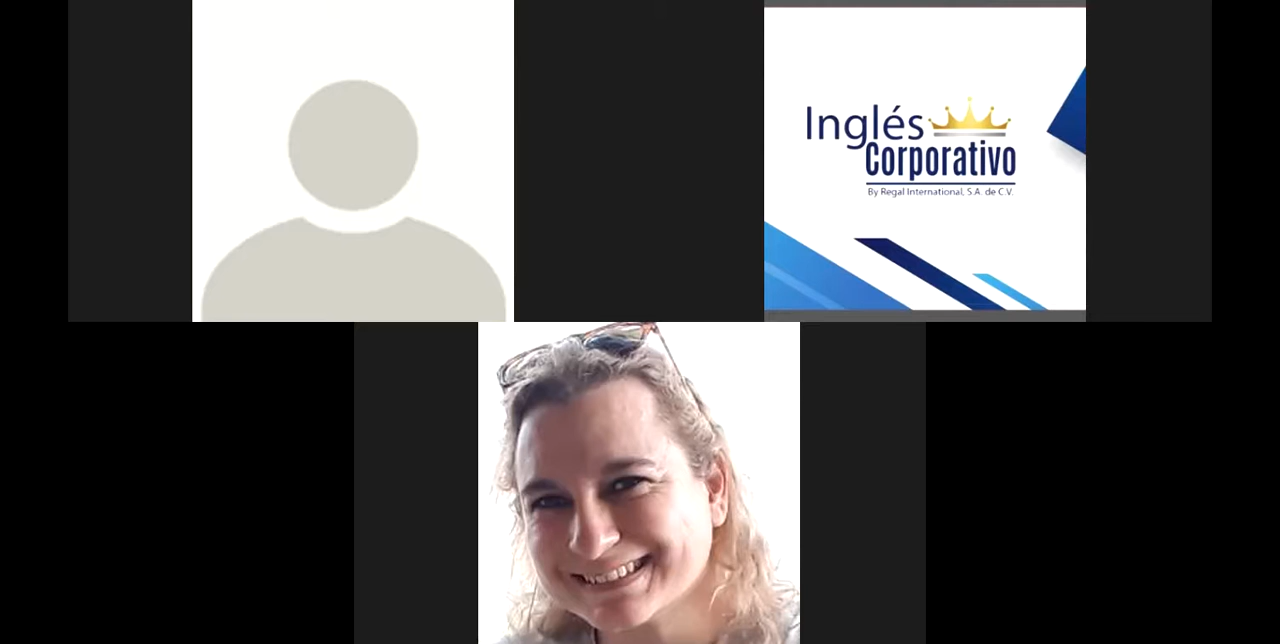 Inglés
Corporativo
By Regal International, S.A. de C.V.